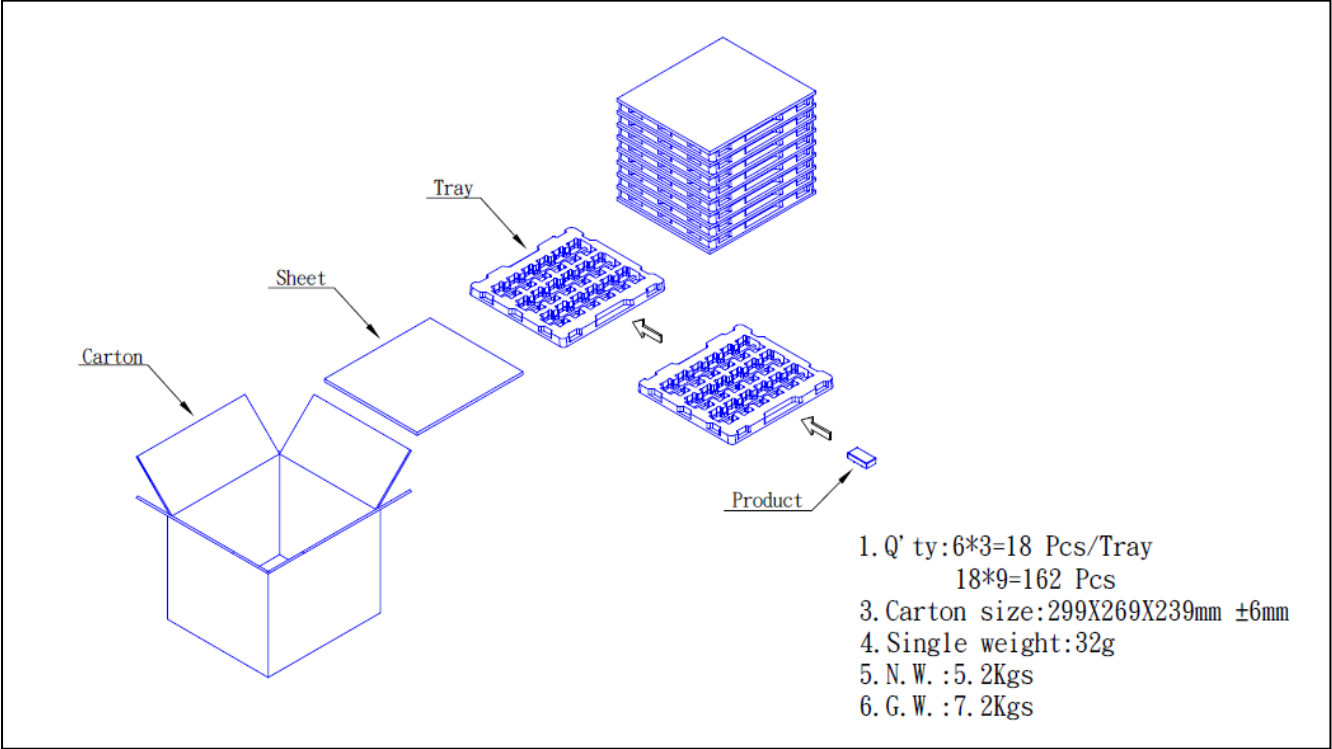 Tray
Sheet
Carton
Product
1.Q'ty:6*3=18 Pcs/Tray
18*9=162 Pcs
3.Carton size:299X269X239mm ±6mm
4.Single weight:32g
5.N.W.:5.2Kgs
6.G.W.:7.2Kgs